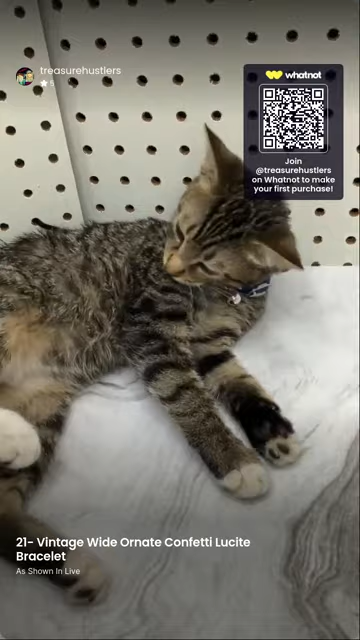 treasurehustlers
whatnot
Join
@treasurehustlers
on Whatnot to make
your first purchase!
21- Vintage Wide Ornate Confetti Lucite
Bracelet
As Shown In Live